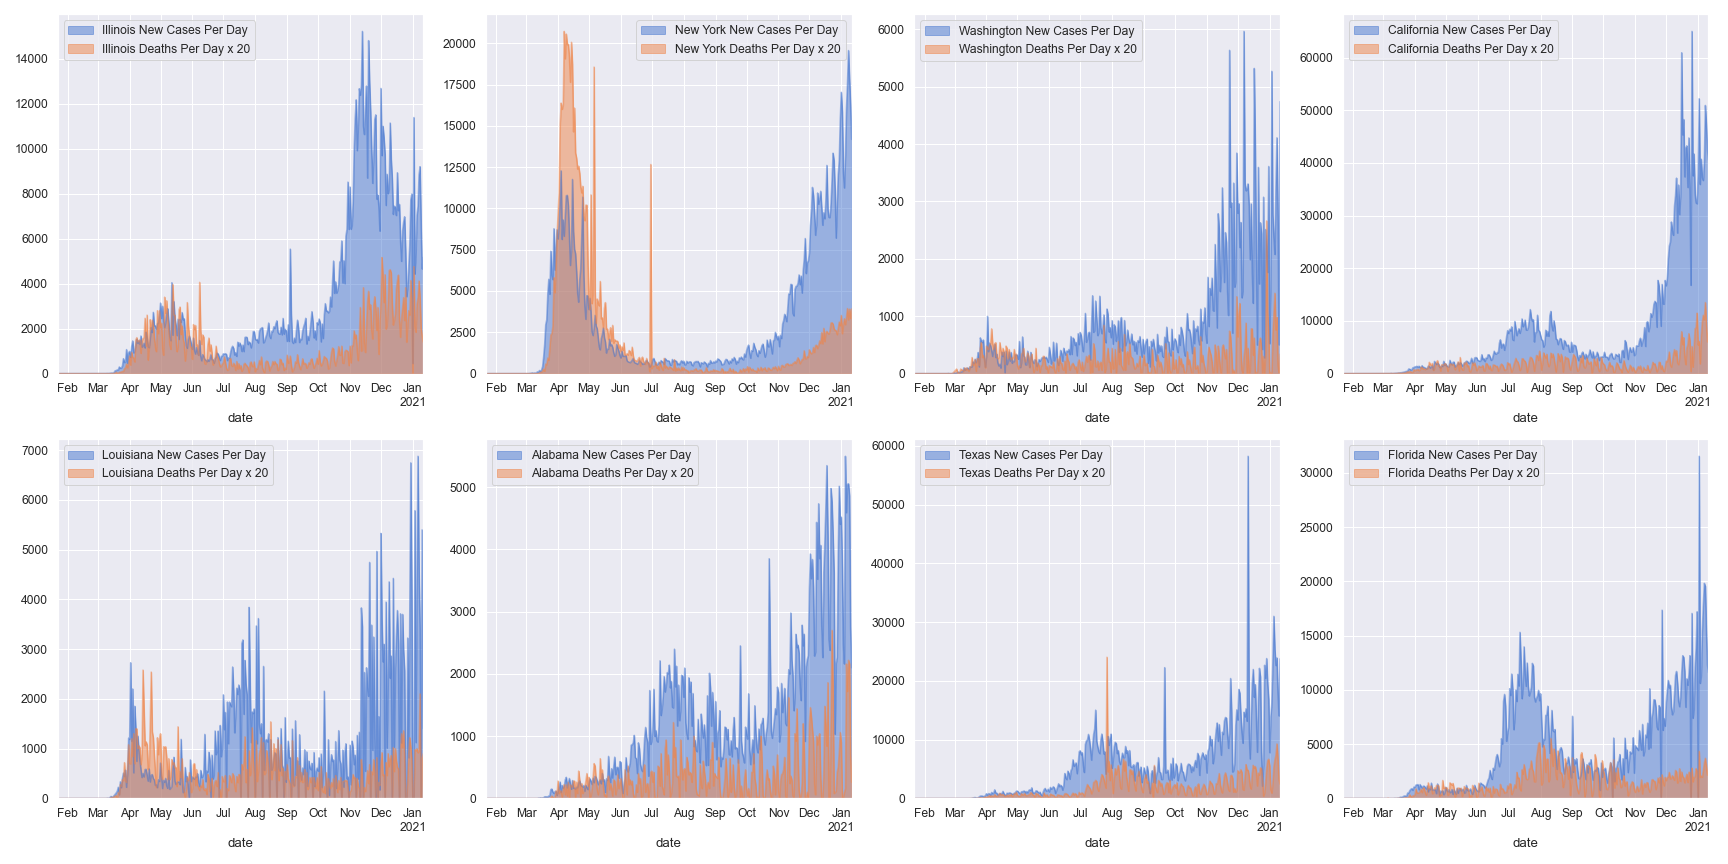 Illinois New Cases Per Day
Illinois Deaths Per Day x 20
14000
12000
10000
8000
6000
4000
2000
0
Feb Mar Apr May Jun Jul Aug Sep Oct Nov Dec Jan
2021
date
New York New Cases Per Day
New York Deaths Per Day x 20
20000
17500
15000
12500
10000
7500
5000
2500
0
Feb Mar Apr May Jun Jul Aug Sep Oct Nov Dec Jan
2021
date
Washington New Cases Per Day
Washington Deaths Per Day x 20
6000
5000
4000
3000
2000
1000
0
Feb Mar Apr May Jun Jul Aug Sep Oct Nov Dec Jan
2021
date
California New Cases Per Day
California Deaths Per Day x 20
60000
50000
40000
30000
20000
10000
0
Feb Mar Apr May Jun Jul Aug Sep Oct Nov Dec Jan
2021
date
Louisiana New Cases Per Day
Louisiana Deaths Per Day x 20
7000
6000
5000
4000
3000
2000
1000
0
Feb Mar Apr May Jun Jul Aug Sep Oct Nov Dec Jan
2021
date
Alabama New Cases Per Day
Alabama Deaths Per Day x 20
5000
4000
3000
2000
1000
0
Feb Mar Apr May Jun Jul Aug Sep Oct Nov Dec Jan
2021
date
Texas New Cases Per Day
Texas Deaths Per Day x 20
60000
50000
40000
30000
20000
10000
0
Feb Mar Apr May Jun Jul Aug Sep Oct Nov Dec Jan
2021
date
Florida New Cases Per Day
Florida Deaths Per Day x 20
30000
25000
20000
15000
10000
5000
0
Feb Mar Apr May Jun Jul Aug Sep Oct Nov Dec Jan
2021
date